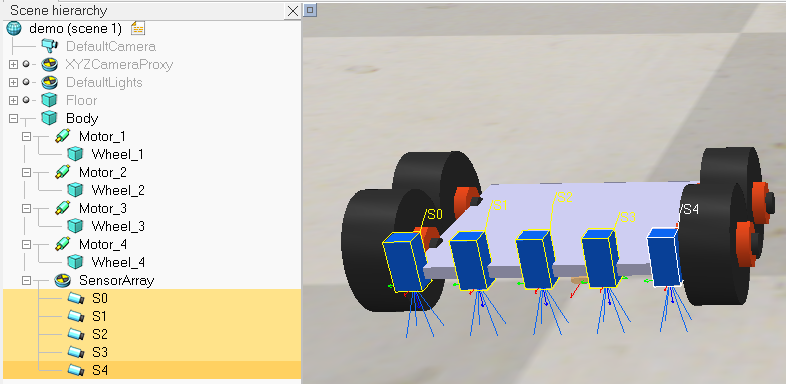 Scene hierarchy
demo (scene 1)
DefaultCamera
XYZCameraProxy
DefaultLights
Floor
Body
Motor_1
Wheel_1
Motor_2
Wheel_2
Motor_3
Wheel_3
Motor_4
Wheel_4
SensorArray
S0
S1
S2
S3
S4
/S0
/S1
/S2
/S3
/S4